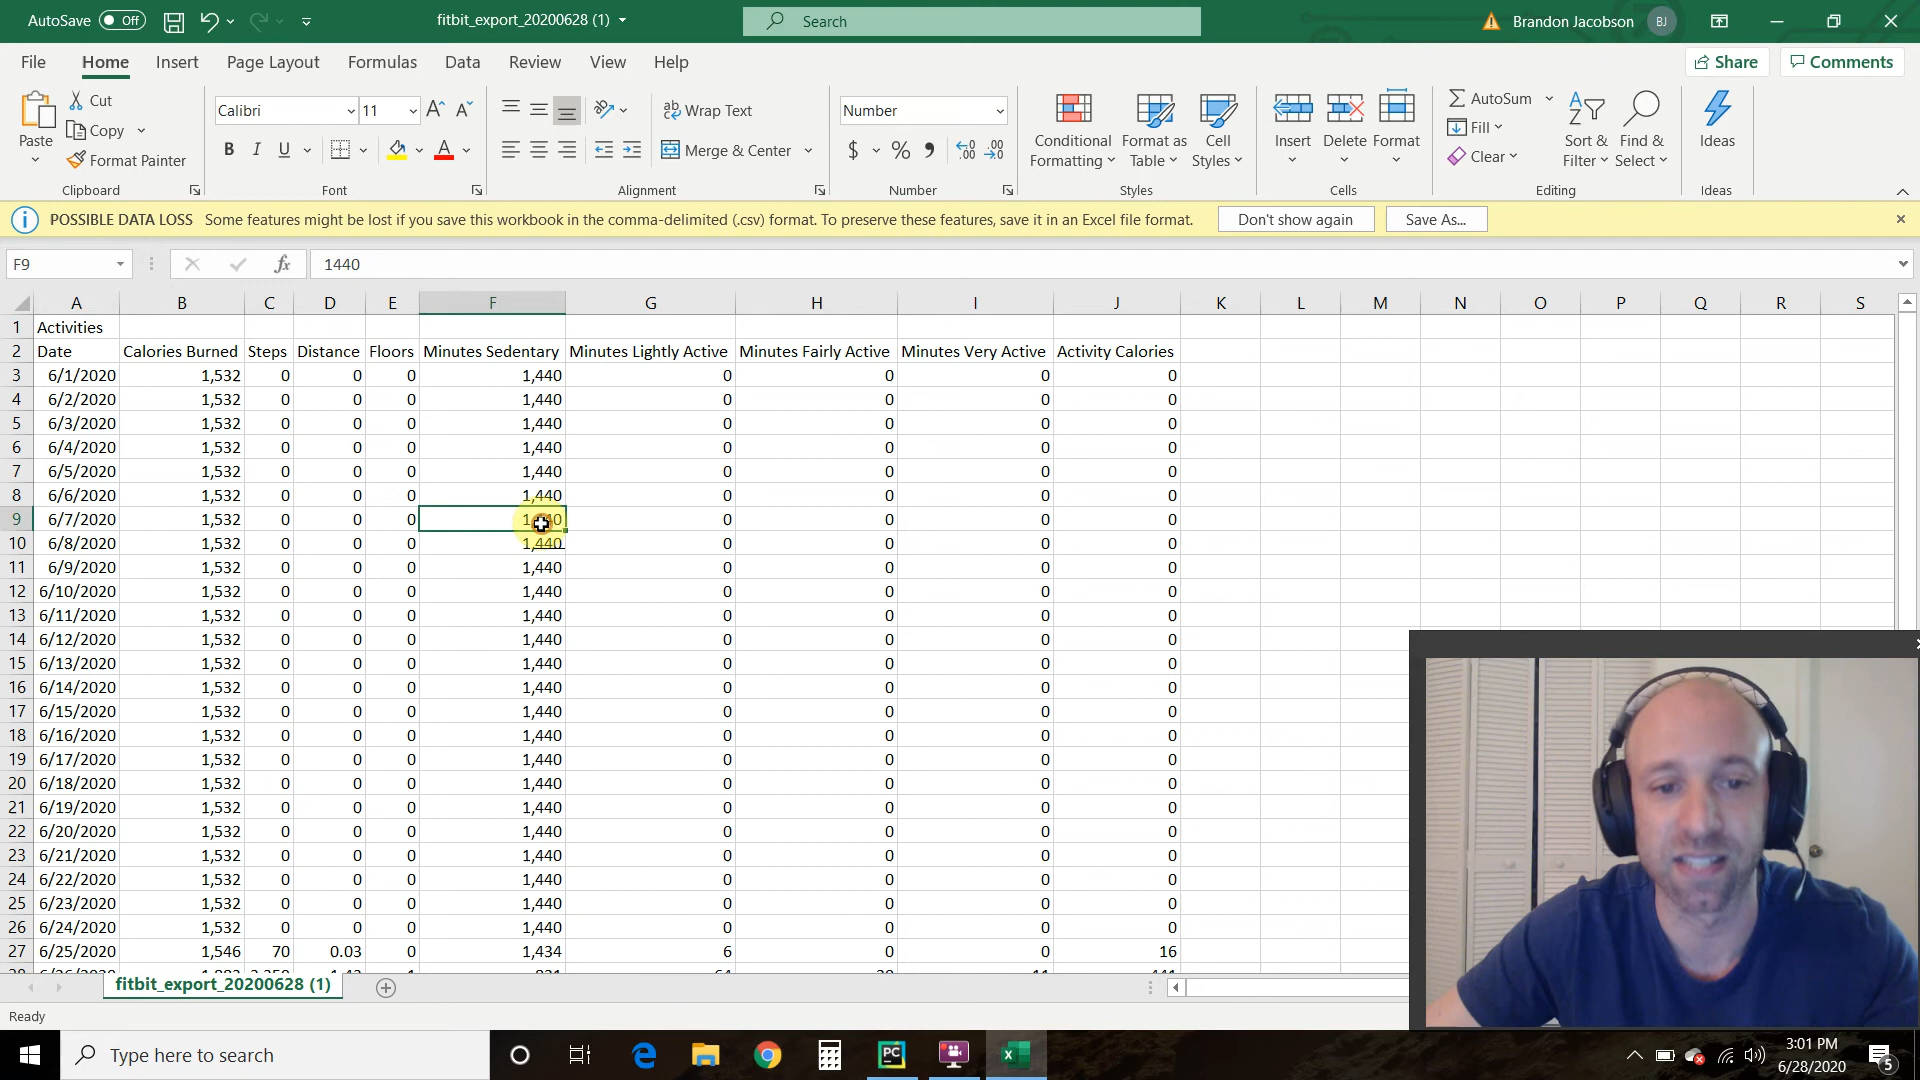 AutoSave Off fitbit_export_20200628 (1) Search Brandon Jacobson BJ
File Home Insert Page Layout Formulas Data Review View Help Share Comments
Paste Cut Copy Format Painter Clipboard
Calibri 11 B I U A Font
Wrap Text Merge & Center Alignment
Number $ % Number
Conditional Formatting Format as Table Cell Styles Styles
Insert Delete Format Cells
AutoSum Fill Clear Sort & Filter Find & Select Editing
Ideas Ideas
POSSIBLE DATA LOSS Some features might be lost if you save this workbook in the comma-delimited (.csv) format. To preserve these features, save it in an Excel file format. Don't show again Save As...
F9 fx 1440
A B C D E F G H I J K L M N O P Q R S
1 Activities
2 Date Calories Burned Steps Distance Floors Minutes Sedentary Minutes Lightly Active Minutes Fairly Active Minutes Very Active Activity Calories
3 6/1/2020 1,532 0 0 0 1,440 0 0 0 0
4 6/2/2020 1,532 0 0 0 1,440 0 0 0 0
5 6/3/2020 1,532 0 0 0 1,440 0 0 0 0
6 6/4/2020 1,532 0 0 0 1,440 0 0 0 0
7 6/5/2020 1,532 0 0 0 1,440 0 0 0 0
8 6/6/2020 1,532 0 0 0 1,440 0 0 0 0
9 6/7/2020 1,532 0 0 0 1,440 0 0 0 0
10 6/8/2020 1,532 0 0 0 1,440 0 0 0 0
11 6/9/2020 1,532 0 0 0 1,440 0 0 0 0
12 6/10/2020 1,532 0 0 0 1,440 0 0 0 0
13 6/11/2020 1,532 0 0 0 1,440 0 0 0 0
14 6/12/2020 1,532 0 0 0 1,440 0 0 0 0
15 6/13/2020 1,532 0 0 0 1,440 0 0 0 0
16 6/14/2020 1,532 0 0 0 1,440 0 0 0 0
17 6/15/2020 1,532 0 0 0 1,440 0 0 0 0
18 6/16/2020 1,532 0 0 0 1,440 0 0 0 0
19 6/17/2020 1,532 0 0 0 1,440 0 0 0 0
20 6/18/2020 1,532 0 0 0 1,440 0 0 0 0
21 6/19/2020 1,532 0 0 0 1,440 0 0 0 0
22 6/20/2020 1,532 0 0 0 1,440 0 0 0 0
23 6/21/2020 1,532 0 0 0 1,440 0 0 0 0
24 6/22/2020 1,532 0 0 0 1,440 0 0 0 0
25 6/23/2020 1,532 0 0 0 1,440 0 0 0 0
26 6/24/2020 1,532 0 0 0 1,440 0 0 0 0
27 6/25/2020 1,546 70 0.03 0 1,434 6 0 0 16
fitbit_export_20200628 (1)
Ready
Type here to search PC 3:01 PM
6/28/2020 5